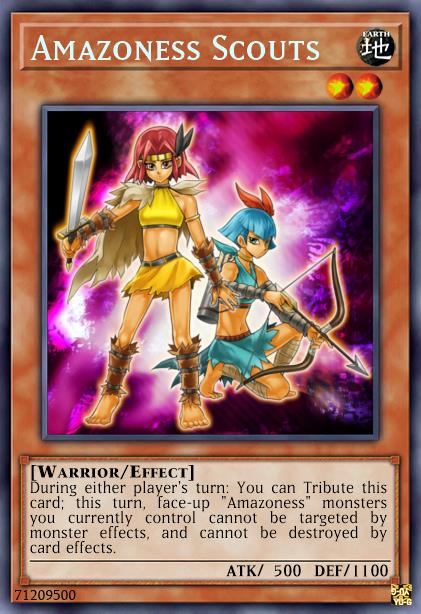 AMAZONESS SCOUTS
EARTH
地
[WARRIOR/EFFECT]
During either player's turn: You can Tribute this
card; this turn, face-up "Amazoness" monsters
you currently control cannot be targeted by
monster effects, and cannot be destroyed by
card effects.
ATK/ 500 DEF/1100
71209500